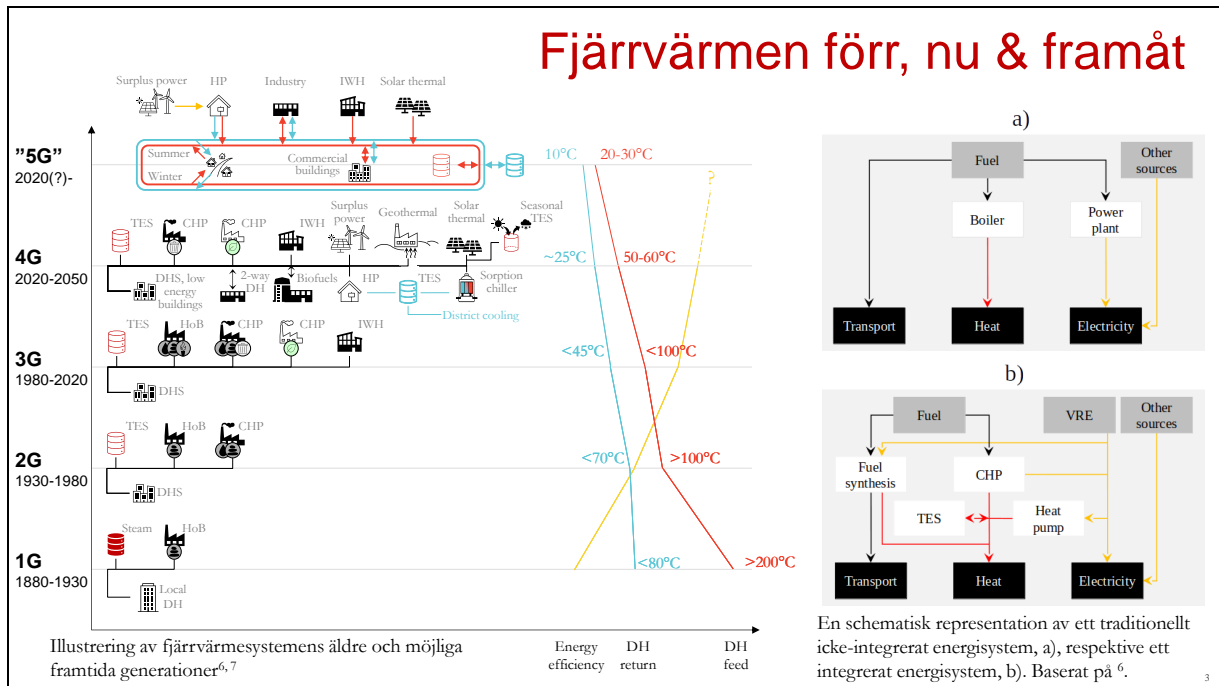 Fjärrvärmen förr, nu & framåt
Surplus power
HP
Industry
IWH
Solar thermal
”5G”
2020(?)-
Summer
Winter
Commercial
buildings
10°C
20-30°C
?
TES
CHP
CHP
IWH
Surplus
power
Geothermal
Solar
thermal
Seasonal
TES
4G
2020-2050
~25°C
50-60°C
DHS, low
energy
buildings
2-way
DH
Biofuels
HP
TES
Sorption
chiller
District cooling
TES
HoB
CHP
CHP
IWH
3G
1980-2020
<45°C
<100°C
DHS
TES
HoB
CHP
2G
1930-1980
<70°C
>100°C
DHS
Steam
HoB
1G
1880-1930
<80°C
>200°C
Local
DH
Energy
efficiency
DH
return
DH
feed
Illustrering av fjärrvärmesystemens äldre och möjliga
framtida generationer6, 7
a)
Fuel
Other
sources
Boiler
Power
plant
Transport
Heat
Electricity
b)
Fuel
VRE
Other
sources
Fuel
synthesis
CHP
TES
Heat
pump
Transport
Heat
Electricity
En schematisk representation av ett traditionellt
icke-integrerat energisystem, a), respektive ett
integrerat energisystem, b). Baserat på 6.
3